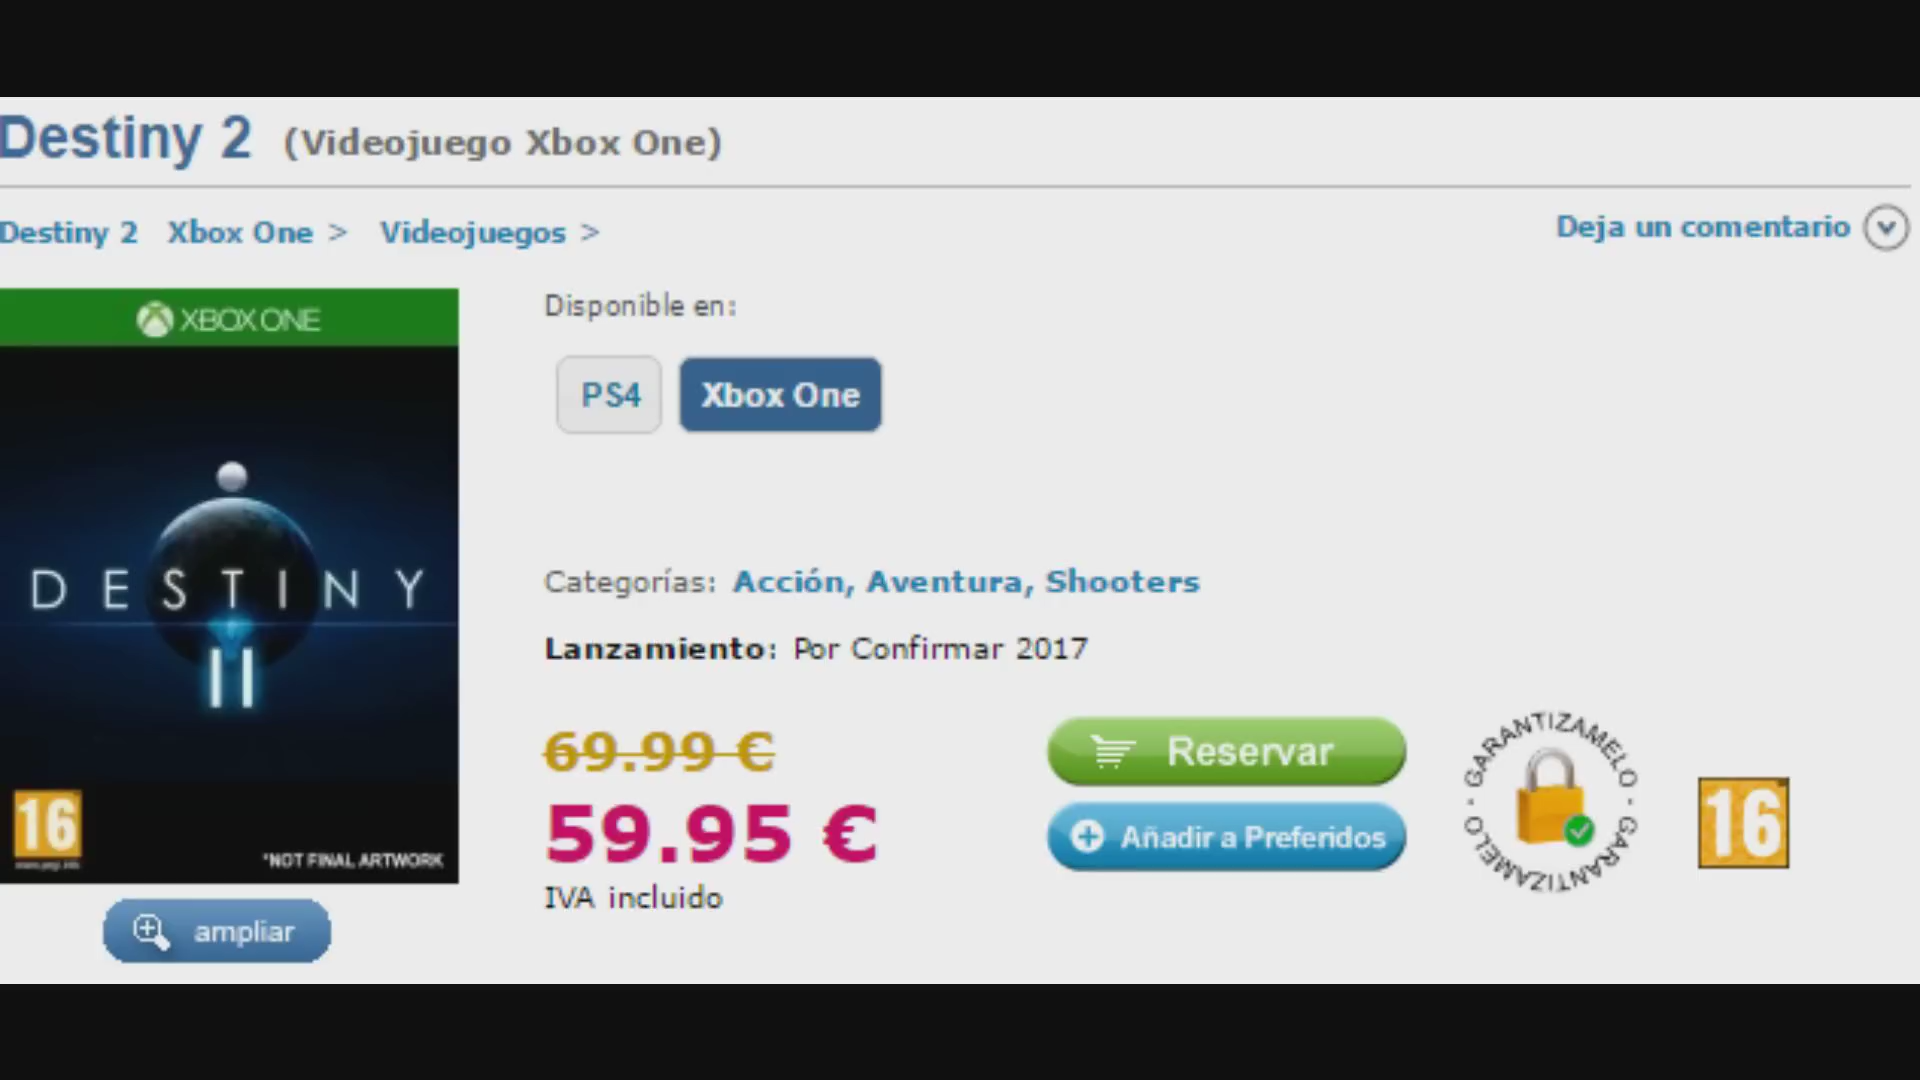 Destiny 2 (Videojuego Xbox One)
Destiny 2 Xbox One > Videojuegos >
Deja un comentario
XBOX ONE
DESTINY
II
16
*NOT FINAL ARTWORK
ampliar
Disponible en:
PS4 Xbox One
Categorías: Acción, Aventura, Shooters
Lanzamiento: Por Confirmar 2017
69.99 €
59.95 €
IVA incluido
Reservar
Añadir a Preferidos
GARANTIZAMELO · GARANTIZAMELO ·
16